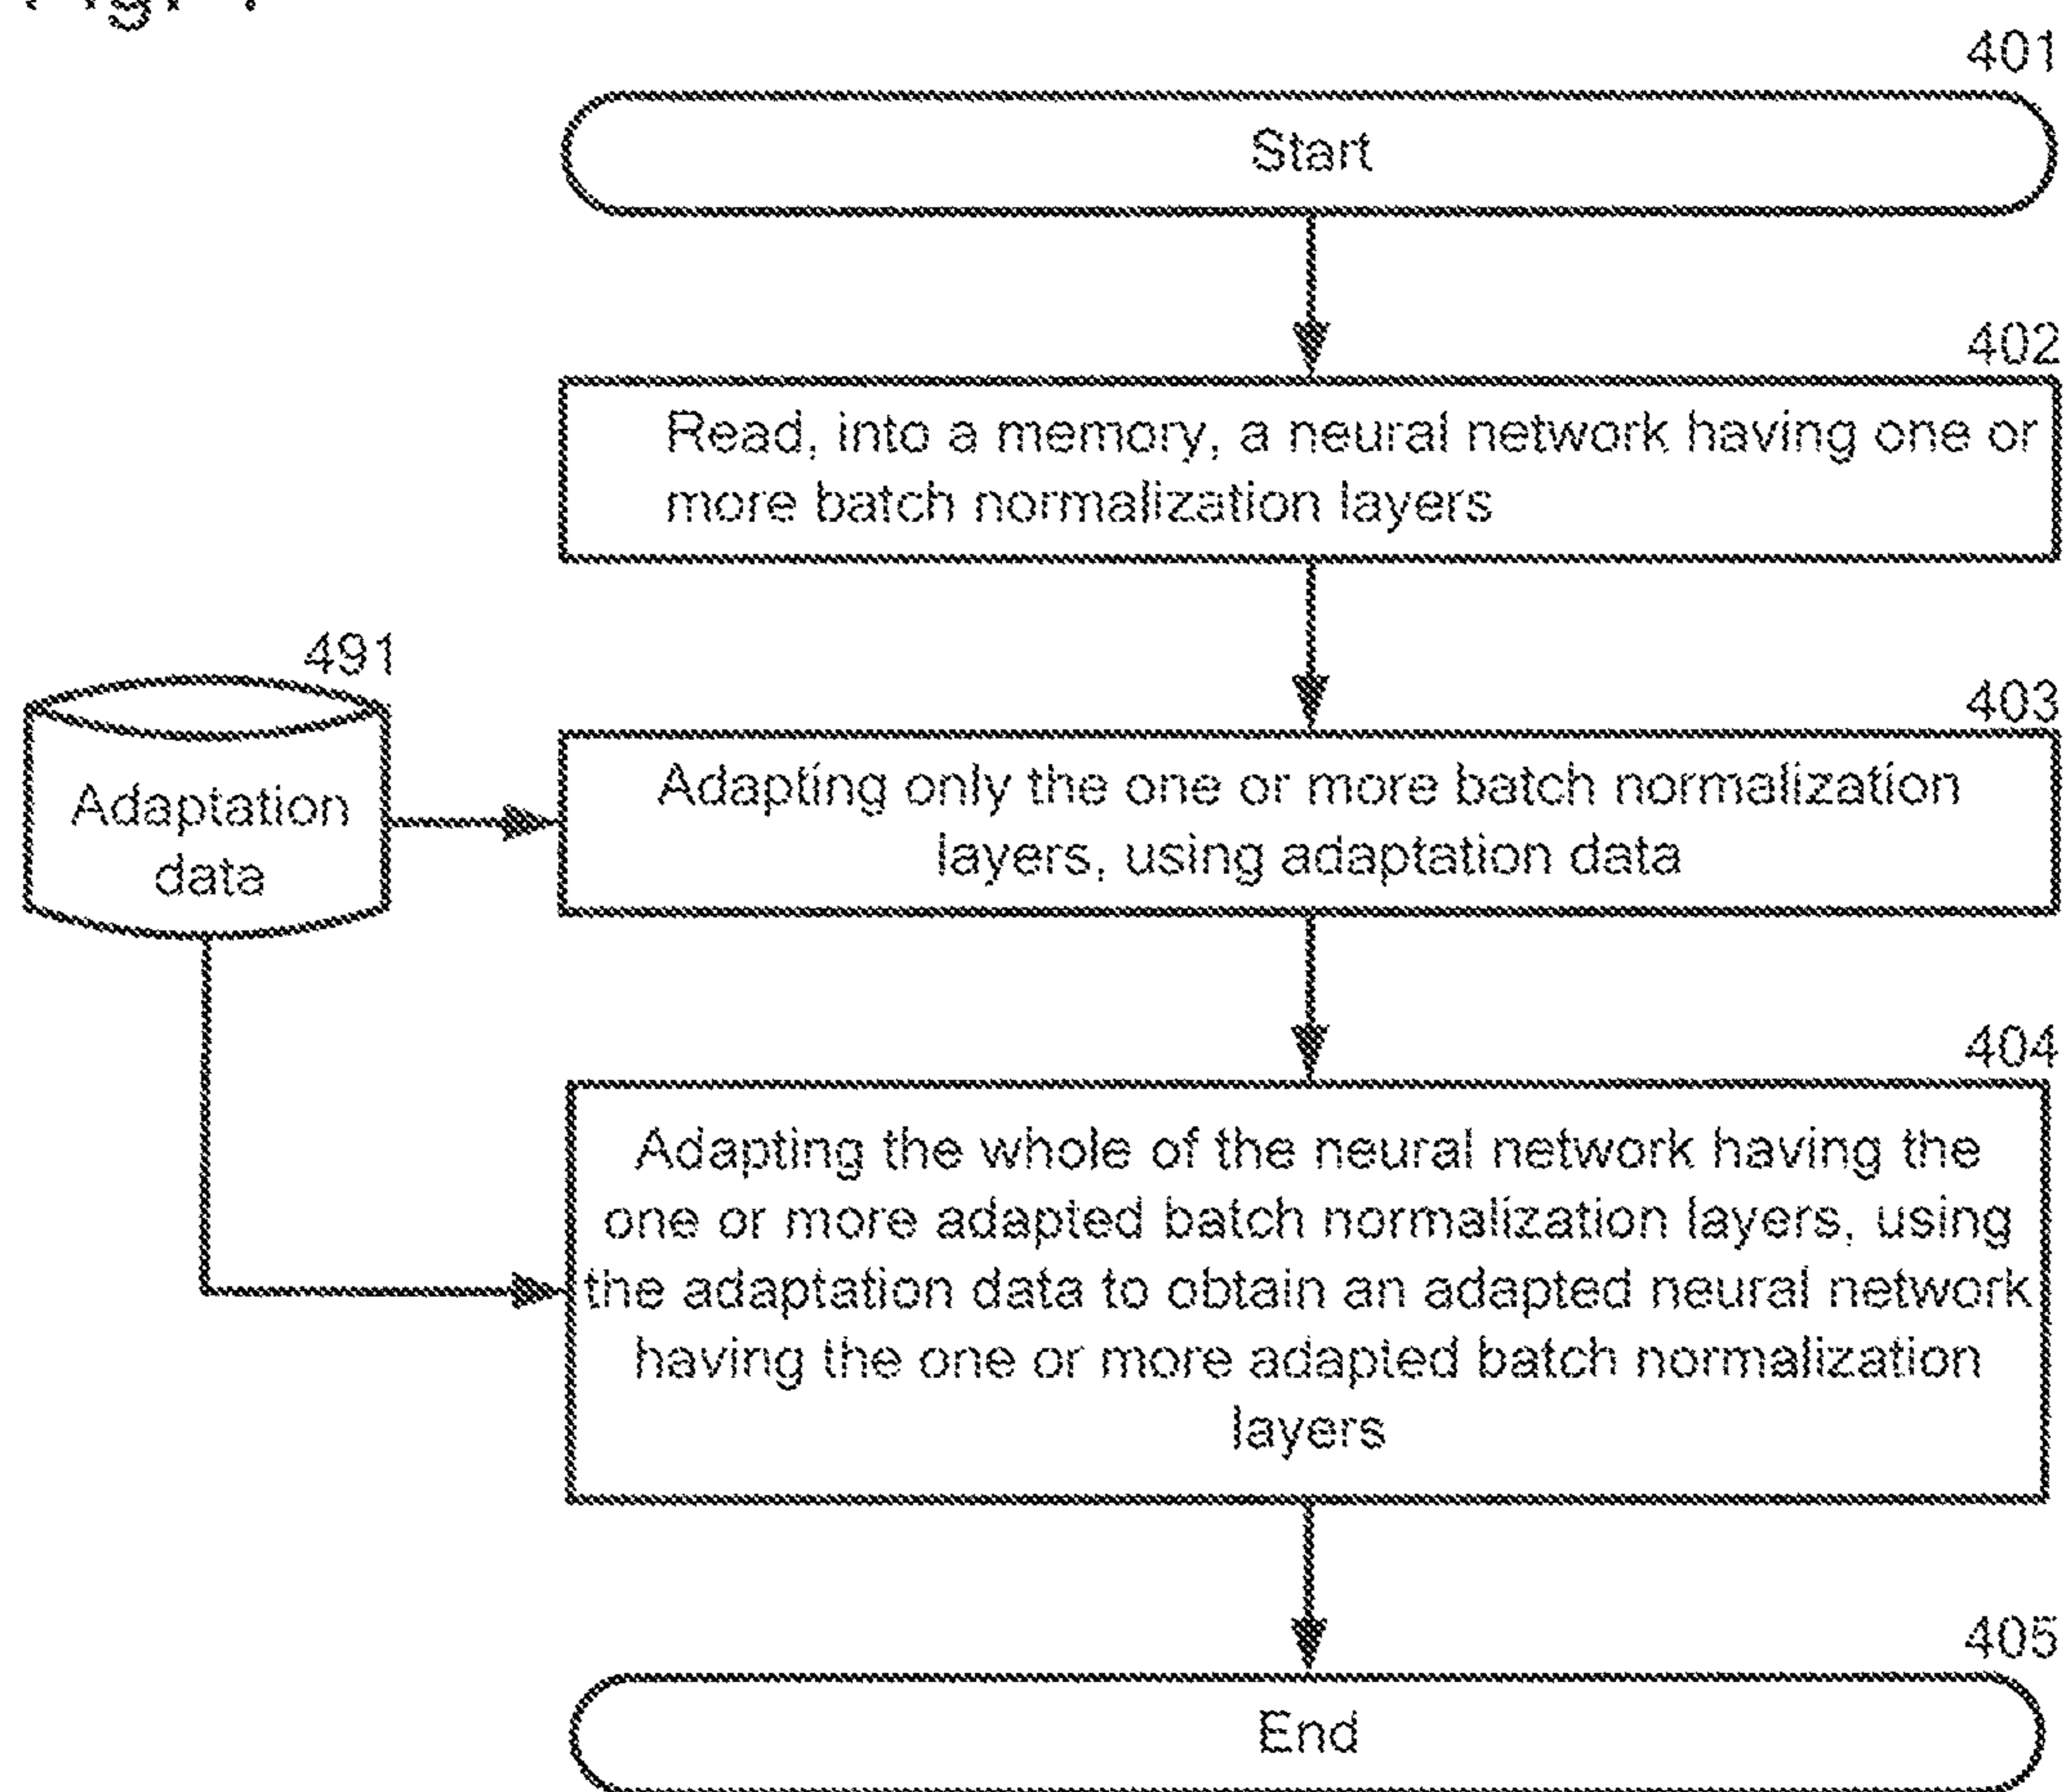 401
Start
402
Read, into a memory, a neural network having one or
more batch normalization layers
491
Adaptation
data
403
Adapting only the one or more batch normalization
layers, using adaptation data
404
Adapting the whole of the neural network having the
one or more adapted batch normalization layers, using
the adaptation data to obtain an adapted neural network
having the one or more adapted batch normalization
layers
405
End